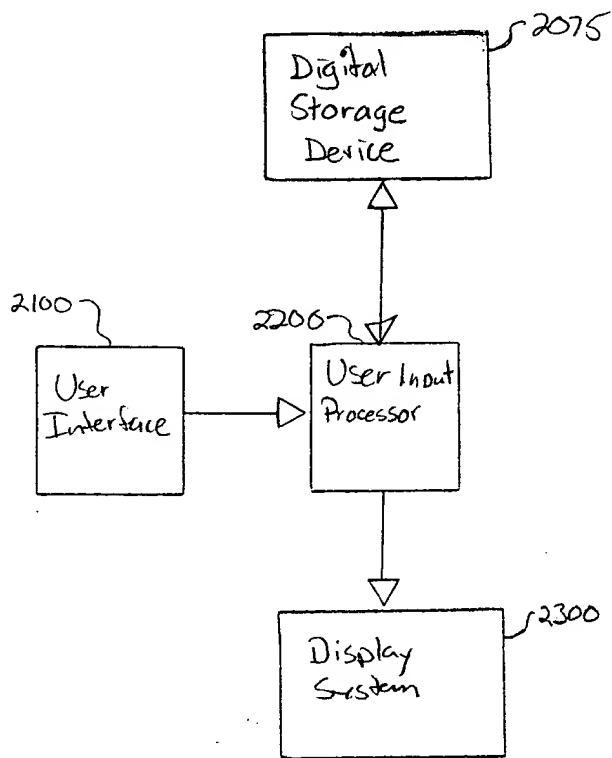 2075
Digital
Storage
Device
2100
2200
User
Interface
User Input
Processor
2300
Display
System